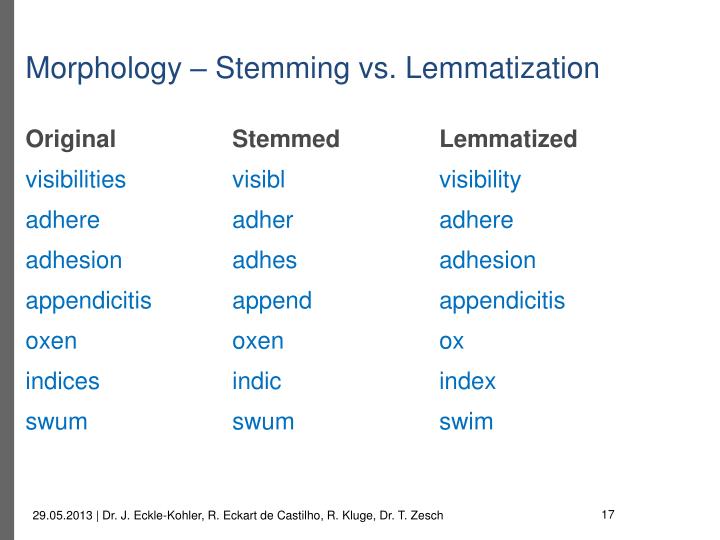 Morphology – Stemming vs. Lemmatization
Original Stemmed Lemmatized
visibilities visibl visibility
adhere adher adhere
adhesion adhes adhesion
appendicitis append appendicitis
oxen oxen ox
indices indic index
swum swum swim
29.05.2013 | Dr. J. Eckle-Kohler, R. Eckart de Castilho, R. Kluge, Dr. T. Zesch 17